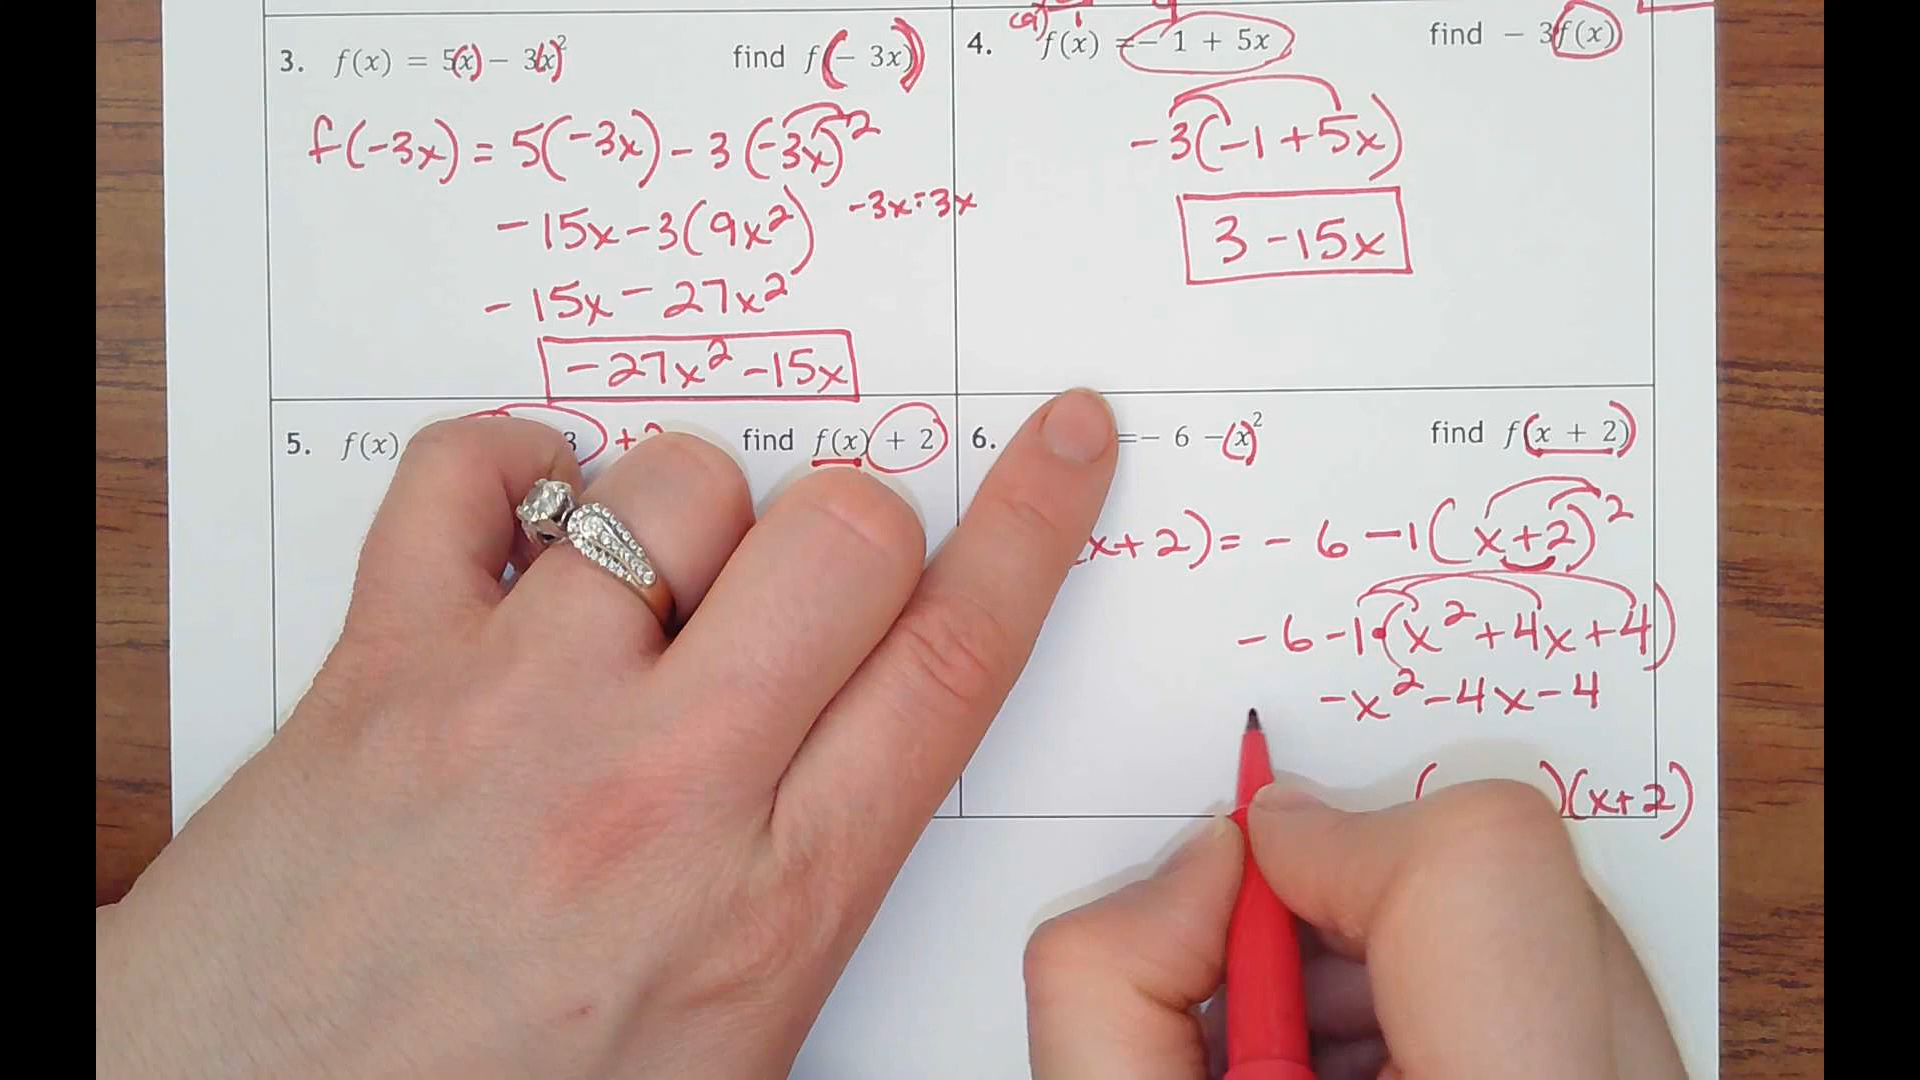 3. f(x) = 5(x) − 3(x)² find f(− 3x)
f(-3x) = 5(-3x) - 3(-3x)²
-15x - 3(9x²) -3x·-3x
-15x - 27x²
-27x² - 15x
4. f(x) = − 1 + 5x find − 3f(x)
-3(-1+5x)
3 - 15x
5. f(x) 3) + find f(x) + 2
6. =− 6 − (x)² find f(x + 2)
x+2) = - 6 - 1(x+2)²
- 6 - 1·(x² + 4x + 4)
-x² - 4x - 4
( )(x+2)